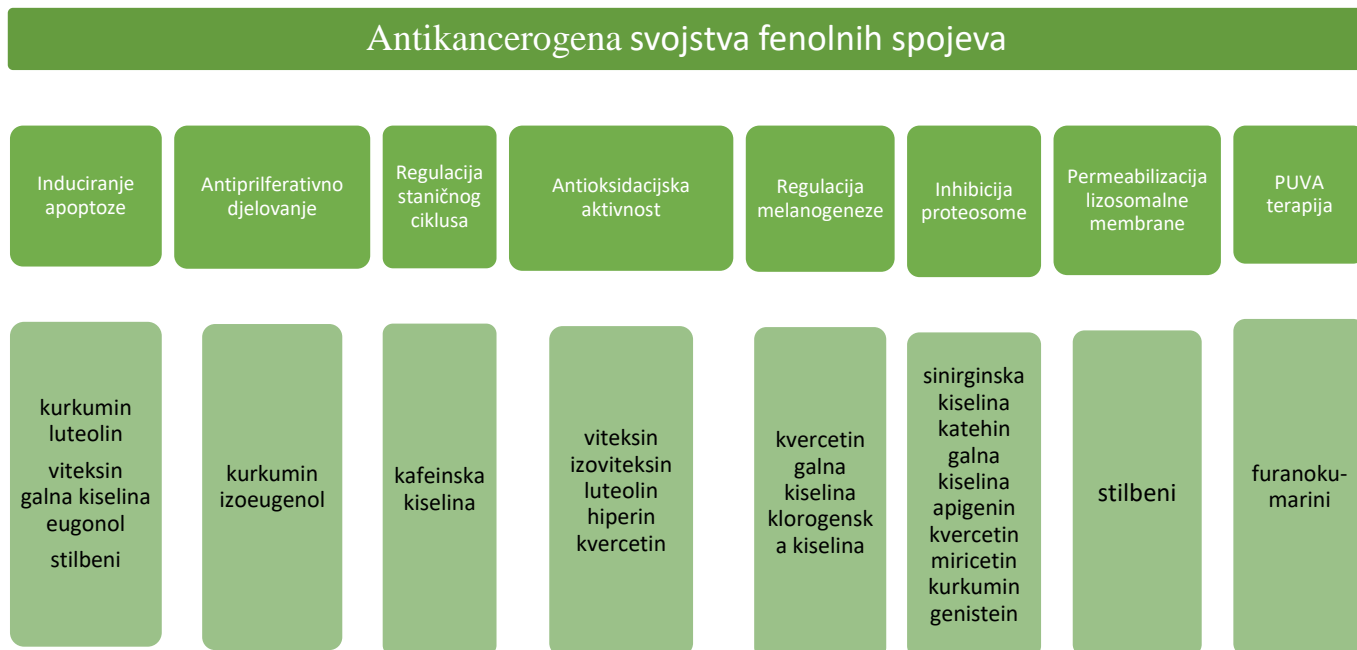 Antikancerogena svojstva fenolnih spojeva
Induciranje
apoptoze
Antiprilferativno
djelovanje
Regulacija
staničnog
ciklusa
Antioksidacijska
aktivnost
Regulacija
melanogeneze
Inhibicija
proteosome
Permeabilizacija
lizosomalne
membrane
PUVA
terapija
kurkumin
luteolin
viteksin
galna kiselina
eugonol
stilbeni
kurkumin
izoeugenol
kafeinska
kiselina
viteksin
izoviteksin
luteolin
hiperin
kvercetin
kvercetin
galna
kiselina
klorogensk
a kiselina
sinirginska
kiselina
katehin
galna
kiselina
apigenin
kvercetin
miricetin
kurkumin
genistein
stilbeni
furanoku-
marini